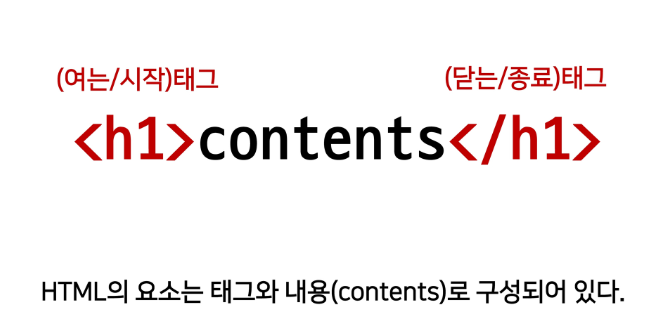 (여는/시작)태그 (닫는/종료)태그
<h1>contents</h1>
HTML의 요소는 태그와 내용(contents)로 구성되어 있다.